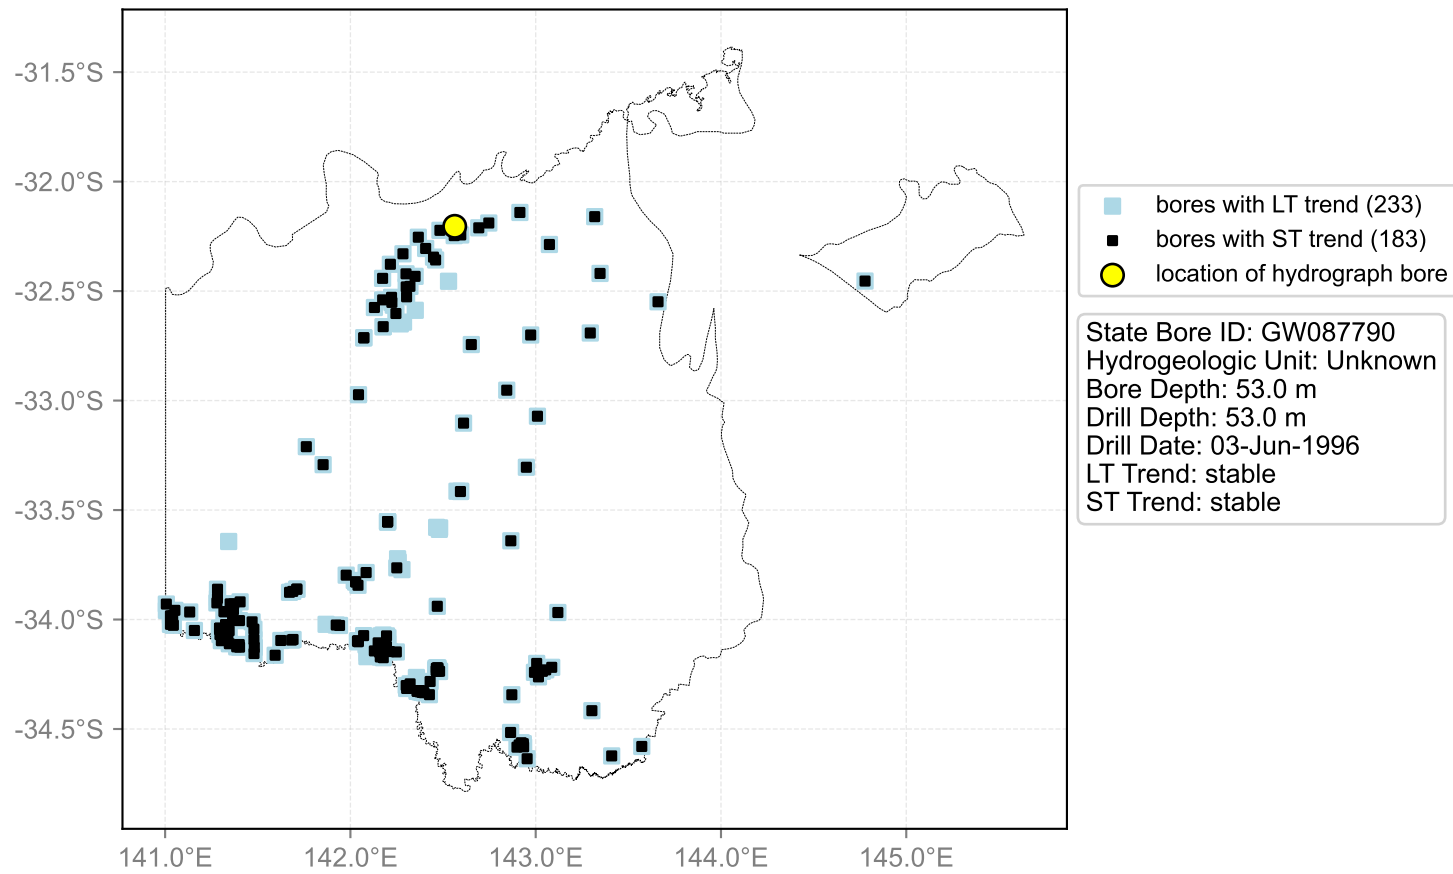 -31.5°S
-32.0°S
-32.5°S
-33.0°S
-33.5°S
-34.0°S
-34.5°S
141.0°E
142.0°E
143.0°E
144.0°E
145.0°E
bores with LT trend (233)
bores with ST trend (183)
location of hydrograph bore
State Bore ID: GW087790
Hydrogeologic Unit: Unknown
Bore Depth: 53.0 m
Drill Depth: 53.0 m
Drill Date: 03-Jun-1996
LT Trend: stable
ST Trend: stable